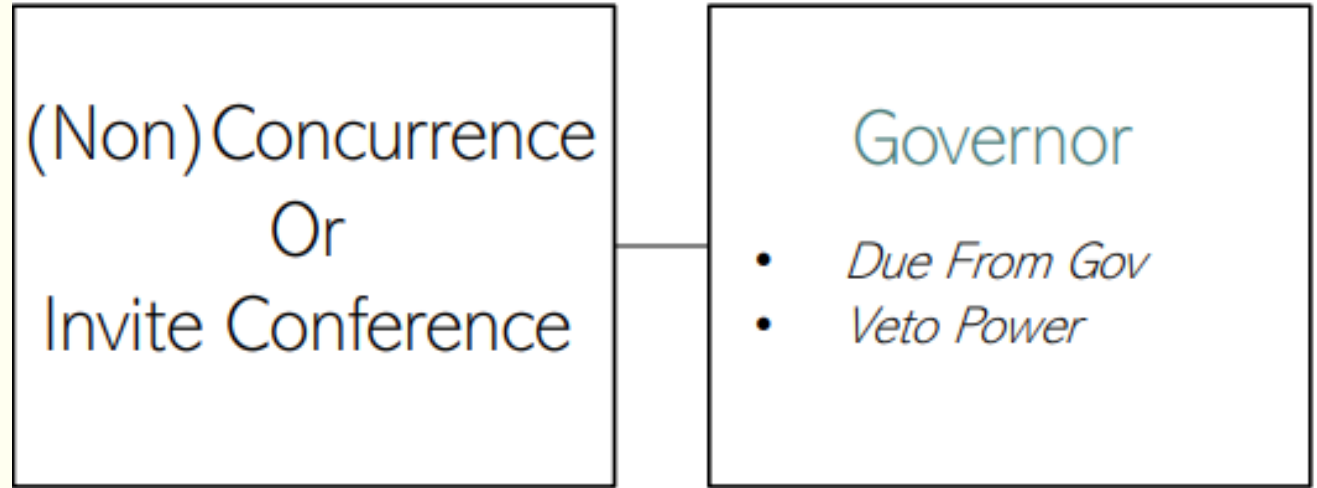 (Non) Concurrence
Or
Invite Conference
Governor
• Due From Gov
• Veto Power